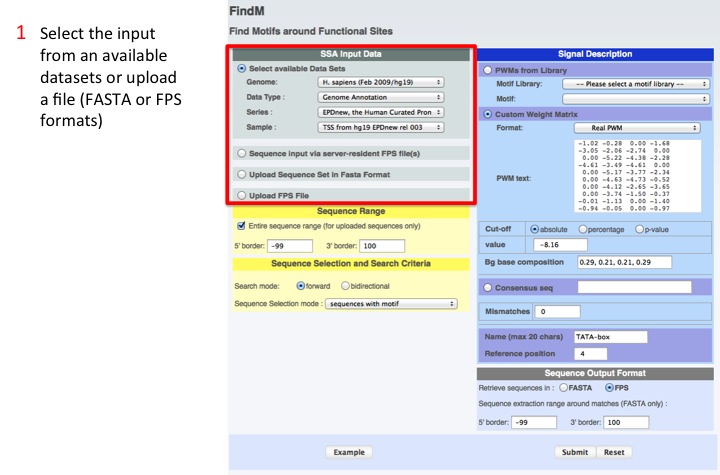 1 Select the input
from an available
datasets or upload
a file (FASTA or FPS
formats)
FindM
Find Motifs around Functional Sites
SSA Input Data
Select available Data Sets
Genome: H. sapiens (Feb 2009/hg19)
Data Type : Genome Annotation
Series : EPDnew, the Human Curated Pron
Sample : TSS from hg19 EPDnew rel 003
Sequence input via server-resident FPS file(s)
Upload Sequence Set in Fasta Format
Upload FPS File
Sequence Range
Entire sequence range (for uploaded sequences only)
5' border: -99 3' border: 100
Sequence Selection and Search Criteria
Search mode: forward bidirectional
Sequence Selection mode : sequences with motif
Signal Description
PWMs from Library
Motif Library: -- Please select a motif library --
Motif:
Custom Weight Matrix
Format: Real PWM
PWM text:
-1.02 -0.28 0.00 -1.68
-3.05 -2.06 -2.74 0.00
0.00 -5.22 -4.38 -2.28
-4.61 -3.49 -4.61 0.00
0.00 -5.17 -3.77 -2.34
0.00 -4.63 -4.73 -0.52
0.00 -4.12 -2.65 -3.65
0.00 -3.74 -1.50 -0.37
-0.01 -1.13 0.00 -1.40
-0.94 -0.05 0.00 -0.97
Cut-off absolute percentage p-value
value -8.16
Bg base composition 0.29, 0.21, 0.21, 0.29
Consensus seq
Mismatches 0
Name (max 20 chars) TATA-box
Reference position 4
Sequence Output Format
Retrieve sequences in : FASTA FPS
Sequence extraction range around matches (FASTA only) :
5' border: -99 3' border: 100
Example Submit Reset